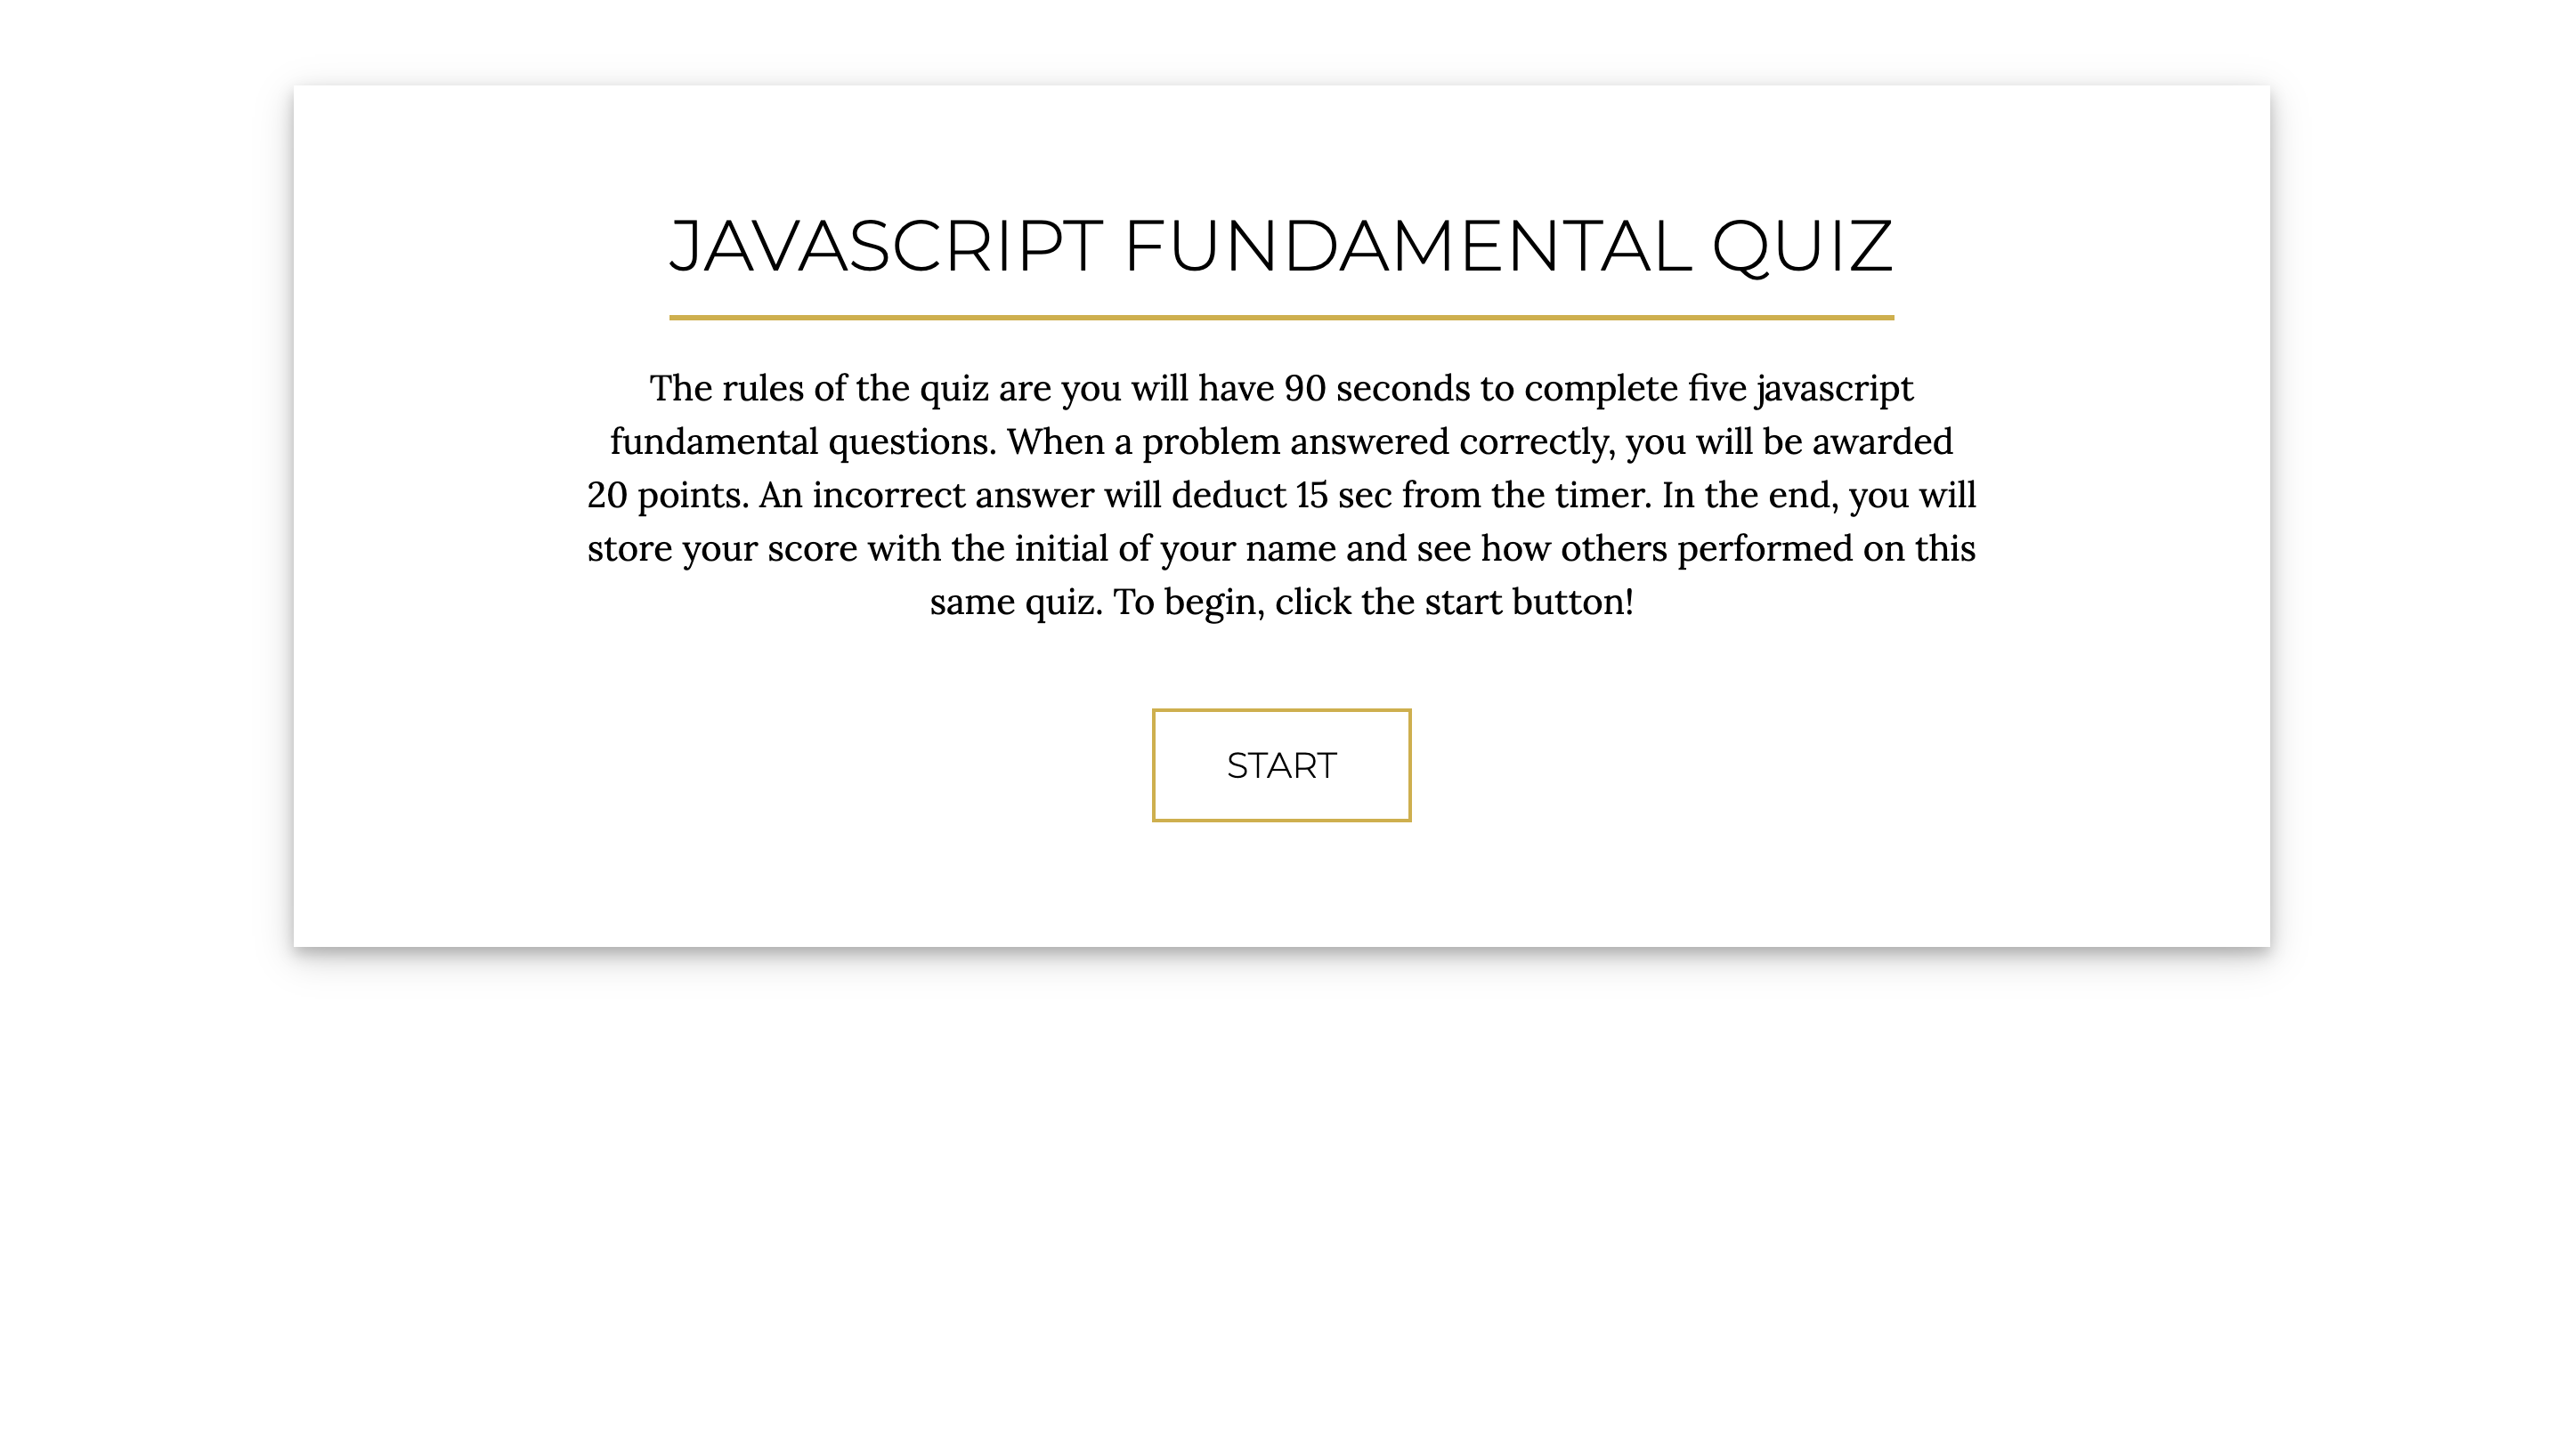 JAVASCRIPT FUNDAMENTAL QUIZ
The rules of the quiz are you will have 90 seconds to complete five javascript
fundamental questions. When a problem answered correctly, you will be awarded
20 points. An incorrect answer will deduct 15 sec from the timer. In the end, you will
store your score with the initial of your name and see how others performed on this
same quiz. To begin, click the start button!
START